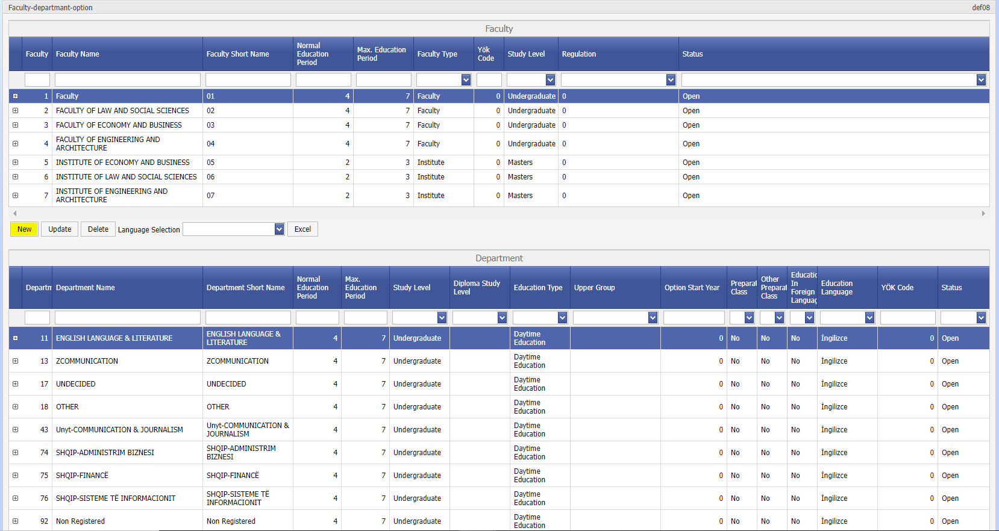 Faculty-departmant-option def08
Faculty
Faculty Faculty Name Faculty Short Name Normal Education Period Max. Education Period Faculty Type Yök Code Study Level Regulation Status
1 Faculty 01 4 7 Faculty 0 Undergraduate 0 Open
2 FACULTY OF LAW AND SOCIAL SCIENCES 02 4 7 Faculty 0 Undergraduate 0 Open
3 FACULTY OF ECONOMY AND BUSINESS 03 4 7 Faculty 0 Undergraduate 0 Open
4 FACULTY OF ENGINEERING AND ARCHITECTURE 04 4 7 Faculty 0 Undergraduate 0 Open
5 INSTITUTE OF ECONOMY AND BUSINESS 05 2 3 Institute 0 Masters 0 Open
6 INSTITUTE OF LAW AND SOCIAL SCIENCES 06 2 3 Institute 0 Masters 0 Open
7 INSTITUTE OF ENGINEERING AND ARCHITECTURE 07 2 3 Institute 0 Masters 0 Open
New Update Delete Language Selection Excel
Department
Departm Department Name Department Short Name Normal Education Period Max. Education Period Study Level Diploma Study Level Education Type Upper Group Option Start Year Preparat Class Other Preparat Class Educatic In Foreign Languag Education Language YÖK Code Status
11 ENGLISH LANGUAGE & LITERATURE ENGLISH LANGUAGE & LITERATURE 4 7 Undergraduate Daytime Education 0 No No No İngilizce 0 Open
13 ZCOMMUNICATION ZCOMMUNICATION 4 7 Undergraduate Daytime Education 0 No No No İngilizce 0 Open
17 UNDECIDED UNDECIDED 4 7 Undergraduate Daytime Education 0 No No No İngilizce 0 Open
18 OTHER OTHER 4 7 Undergraduate Daytime Education 0 No No No İngilizce 0 Open
43 Unyt-COMMUNICATION & JOURNALISM Unyt-COMMUNICATION & JOURNALISM 4 7 Undergraduate Daytime Education 0 No No No İngilizce 0 Open
74 SHQIP-ADMINISTRIM BIZNESI SHQIP-ADMINISTRIM BIZNESI 4 7 Undergraduate Daytime Education 0 No No No İngilizce 0 Open
75 SHQIP-FINANCË SHQIP-FINANCË 4 7 Undergraduate Daytime Education 0 No No No İngilizce 0 Open
76 SHQIP-SISTEME TË INFORMACIONIT SHQIP-SISTEME TË INFORMACIONIT 4 7 Undergraduate Daytime Education 0 No No No İngilizce 0 Open
92 Non Registered Non Registered 4 7 Undergraduate Daytime Education 0 No No No İngilizce 0 Open